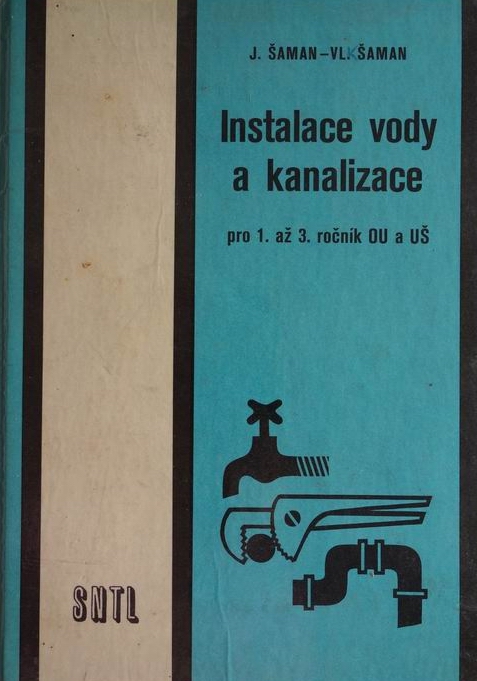 J. ŠAMAN–VL. ŠAMAN
Instalace vody
a kanalizace
pro 1. až 3. ročník OU a UŠ
SNTL